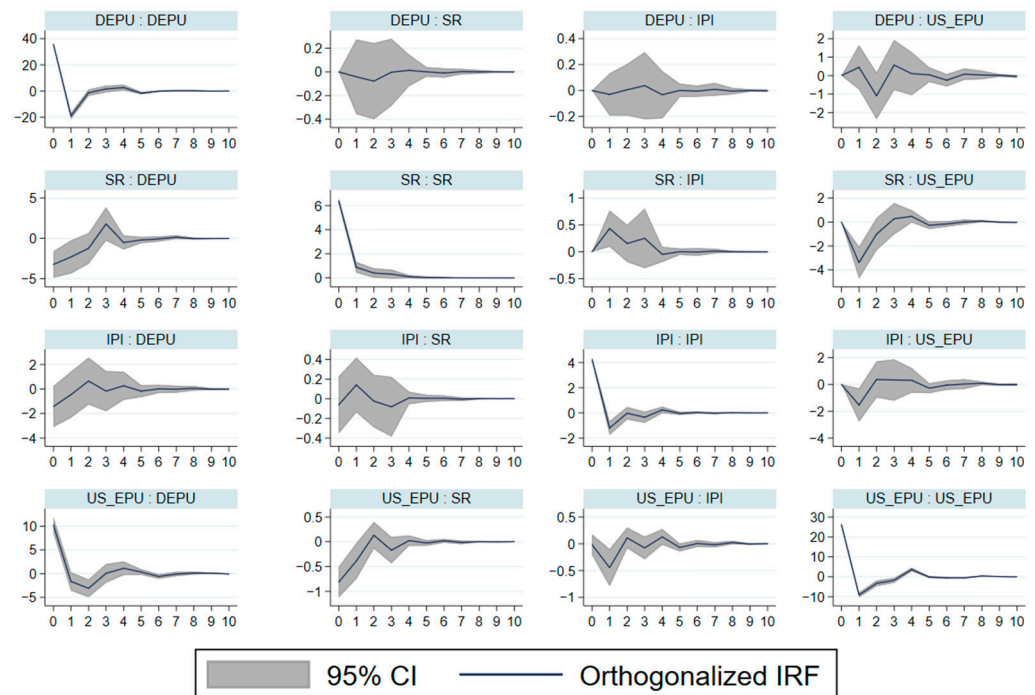 DEPU : DEPU
DEPU : SR
DEPU : IPI
DEPU : US_EPU
40
20
0
−20
0 1 2 3 4 5 6 7 8 9 10
0.2
0
−0.2
−0.4
0 1 2 3 4 5 6 7 8 9 10
0.4
0.2
0
−0.2
0 1 2 3 4 5 6 7 8 9 10
2
1
0
−1
−2
0 1 2 3 4 5 6 7 8 9 10
SR : DEPU
SR : SR
SR : IPI
SR : US_EPU
5
0
−5
0 1 2 3 4 5 6 7 8 9 10
6
4
2
0
0 1 2 3 4 5 6 7 8 9 10
1
0.5
0
−0.5
0 1 2 3 4 5 6 7 8 9 10
2
0
−2
−4
0 1 2 3 4 5 6 7 8 9 10
IPI : DEPU
IPI : SR
IPI : IPI
IPI : US_EPU
2
0
−2
−4
0 1 2 3 4 5 6 7 8 9 10
0.4
0.2
0
−0.2
−0.4
0 1 2 3 4 5 6 7 8 9 10
4
2
0
−2
0 1 2 3 4 5 6 7 8 9 10
2
0
−2
−4
0 1 2 3 4 5 6 7 8 9 10
US_EPU : DEPU
US_EPU : SR
US_EPU : IPI
US_EPU : US_EPU
10
5
0
−5
0 1 2 3 4 5 6 7 8 9 10
0.5
0
−0.5
−1
0 1 2 3 4 5 6 7 8 9 10
0.5
0
−0.5
−1
0 1 2 3 4 5 6 7 8 9 10
30
20
10
0
−10
0 1 2 3 4 5 6 7 8 9 10
95% CI
Orthogonalized IRF